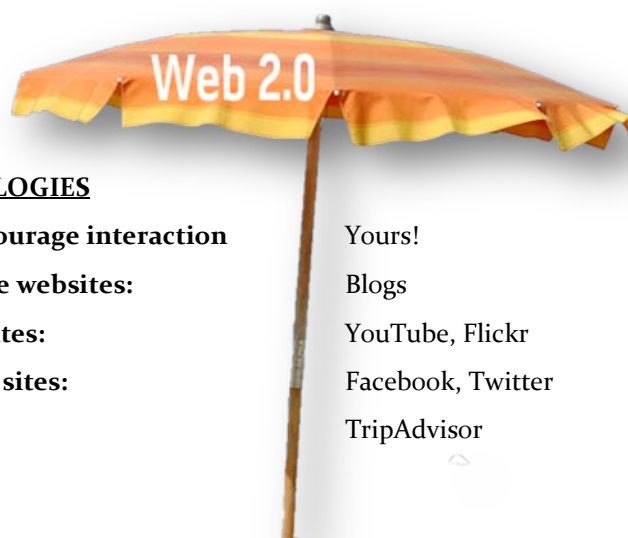 Web 2.0
LOGIES
ourage interaction Yours!
e websites: Blogs
tes: YouTube, Flickr
sites: Facebook, Twitter
TripAdvisor